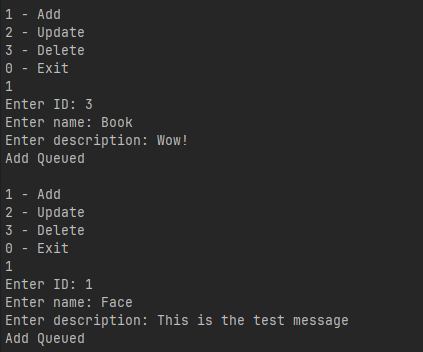 1 - Add
2 - Update
3 - Delete
0 - Exit
1
Enter ID: 3
Enter name: Book
Enter description: Wow!
Add Queued
1 - Add
2 - Update
3 - Delete
0 - Exit
1
Enter ID: 1
Enter name: Face
Enter description: This is the test message
Add Queued